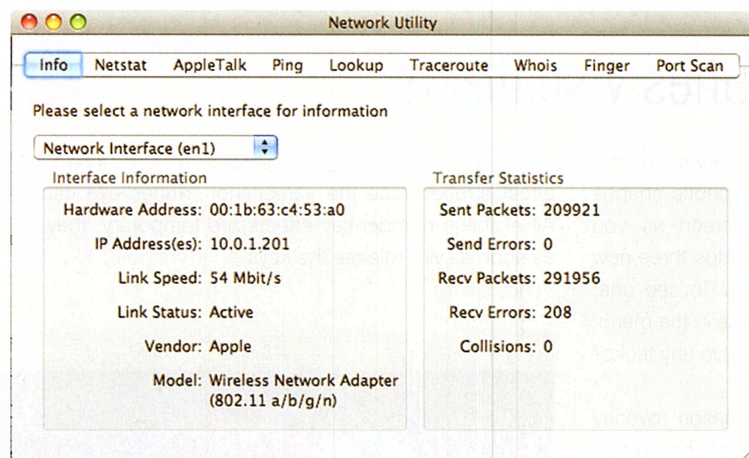 Network Utility
Info Netstat AppleTalk Ping Lookup Traceroute Whois Finger Port Scan
Please select a network interface for information
Network Interface (en1)
Interface Information
Hardware Address: 00:1b:63:c4:53:a0
IP Address(es): 10.0.1.201
Link Speed: 54 Mbit/s
Link Status: Active
Vendor: Apple
Model: Wireless Network Adapter
(802.11 a/b/g/n)
Transfer Statistics
Sent Packets: 209921
Send Errors: 0
Recv Packets: 291956
Recv Errors: 208
Collisions: 0